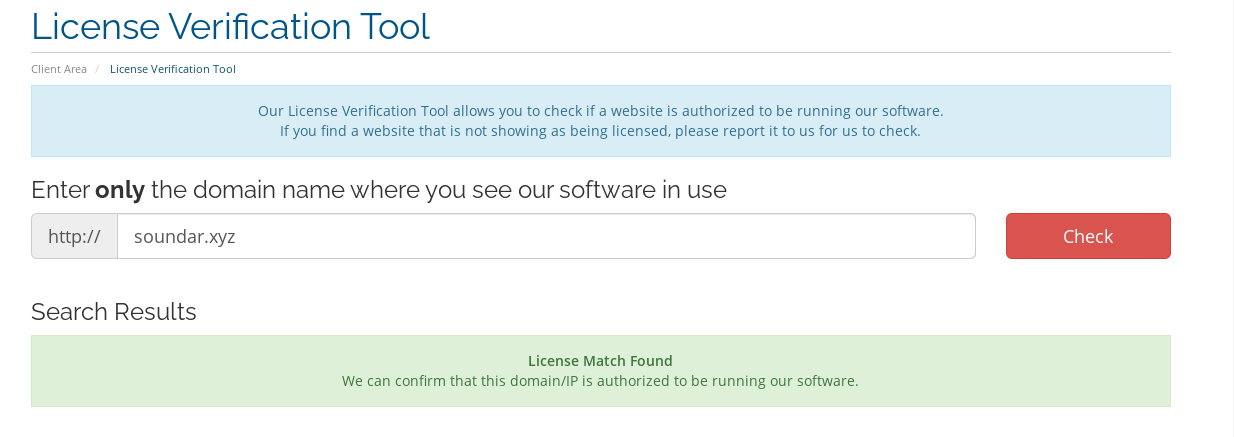 License Verification Tool
Client Area / License Verification Tool
Our License Verification Tool allows you to check if a website is authorized to be running our software.
If you find a website that is not showing as being licensed, please report it to us for us to check.
Enter only the domain name where you see our software in use
http:// soundar.xyz Check
Search Results
License Match Found
We can confirm that this domain/IP is authorized to be running our software.